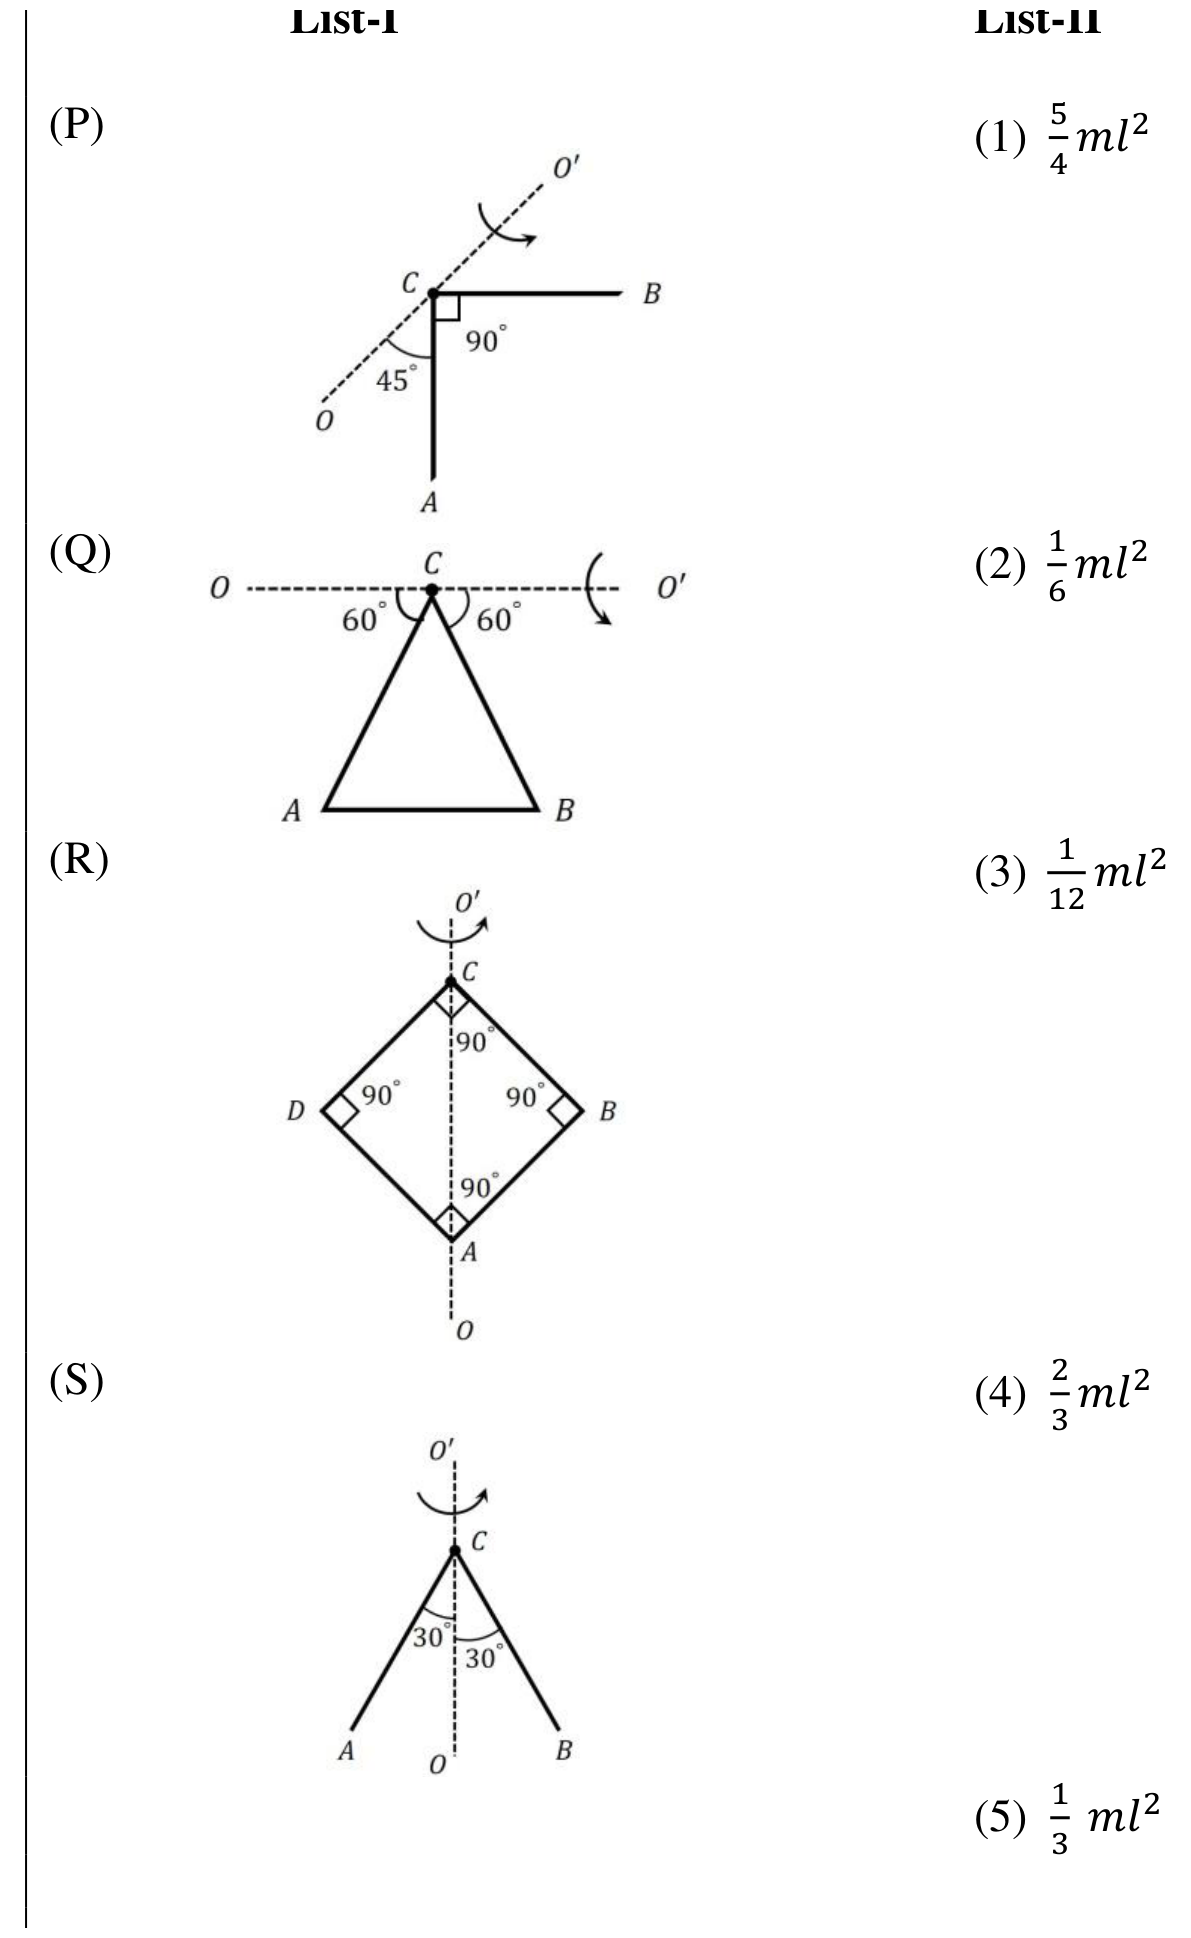 List-I List-II
(P) (1) 5/4 ml²
O′
C B
90°
45°
O
A
(Q) (2) 1/6 ml²
C
O O′
60° 60°
A B
(R) (3) 1/12 ml²
O′
C
90°
D 90° 90° B
90°
A
O
(S) (4) 2/3 ml²
O′
C
30° 30°
A O B
(5) 1/3 ml²